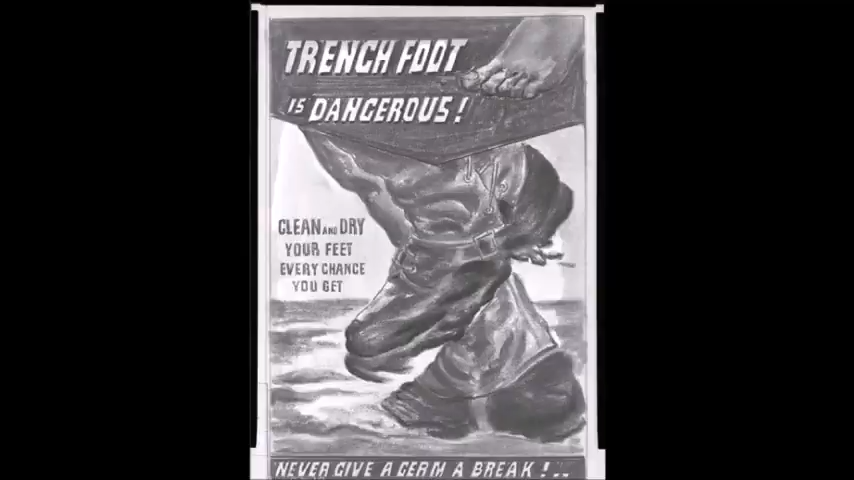 TRENCH FOOT
IS DANGEROUS!
CLEAN AND DRY
YOUR FEET
EVERY CHANCE
YOU GET
NEVER GIVE A GERM A BREAK!..